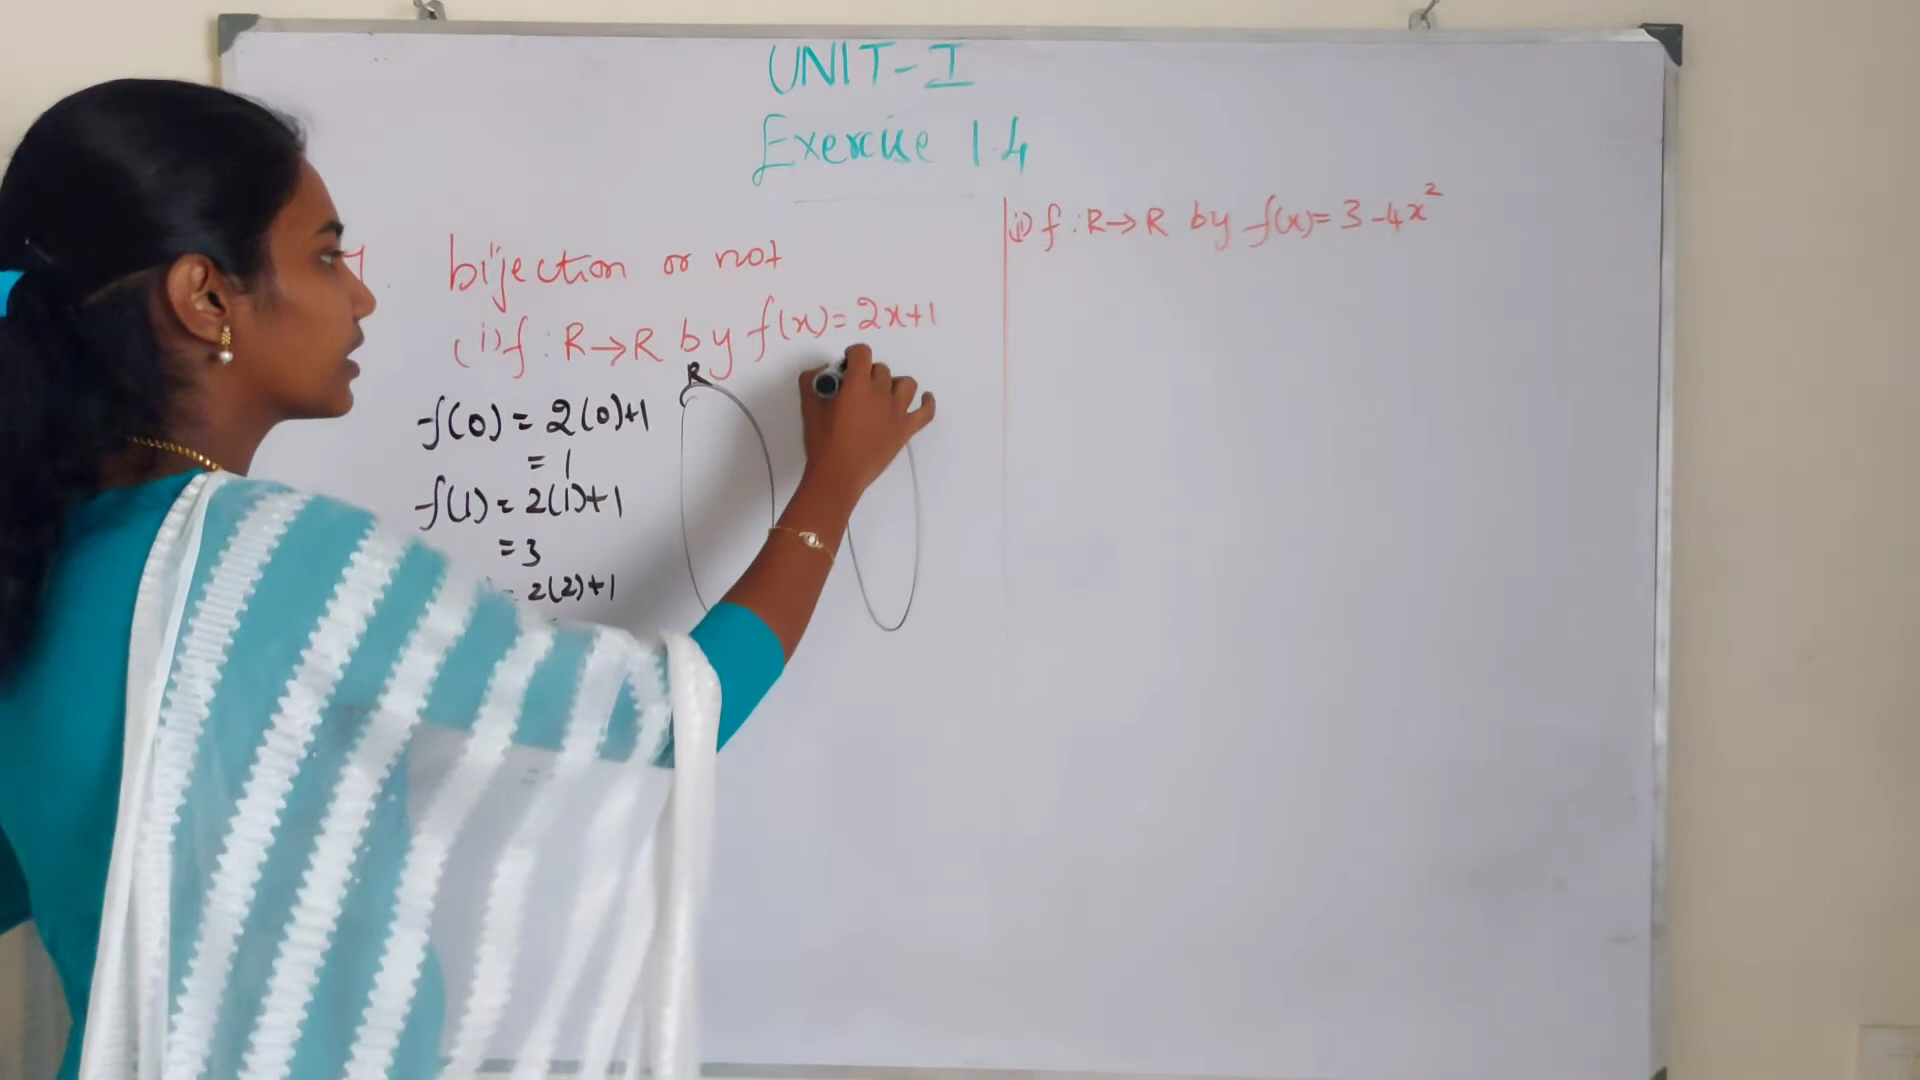 UNIT-I
Exercise 1.4
bijection or not
(i) f : R→R by f(x) = 2x+1
R
f(0) = 2(0)+1
= 1
f(1) = 2(1)+1
= 3
= 2(2)+1
ii) f : R→R by f(x) = 3-4x²